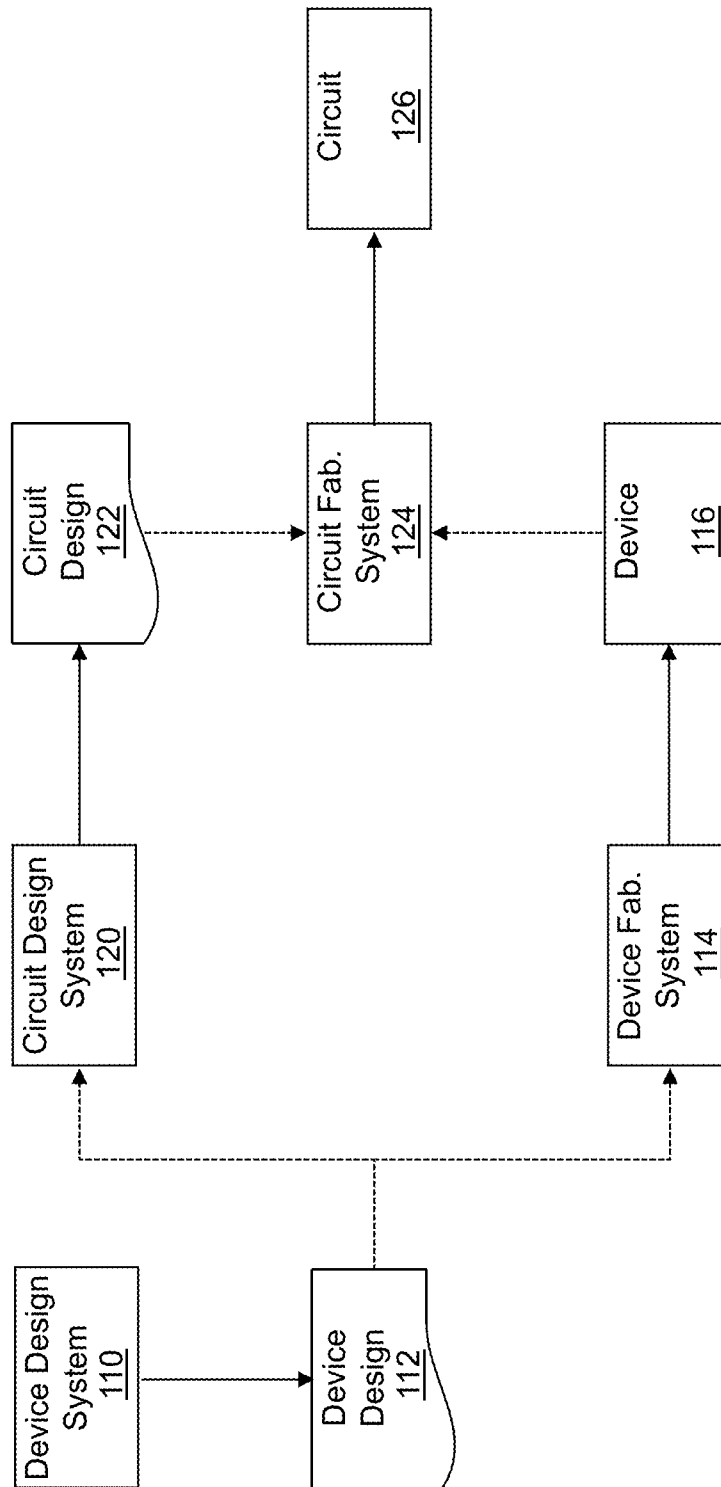 Device Design
System
110
Device
Design
112
Circuit Design
System
120
Device Fab.
System
114
Circuit
Design
122
Circuit Fab.
System
124
Device
116
Circuit
126